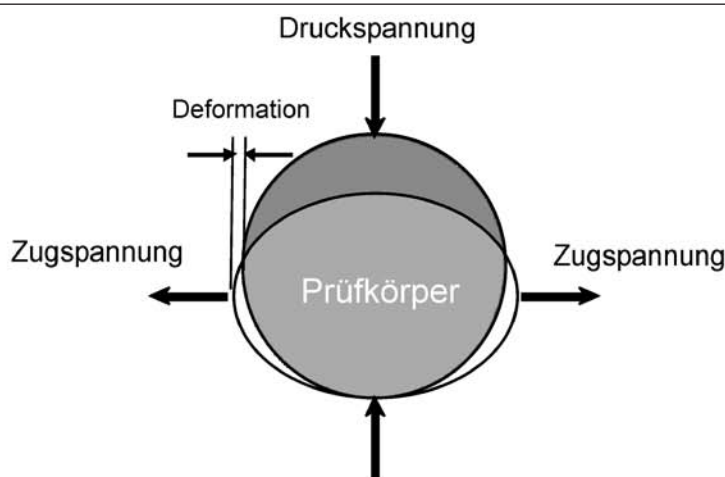 Druckspannung
Deformation
Zugspannung
Zugspannung
Prüfkörper